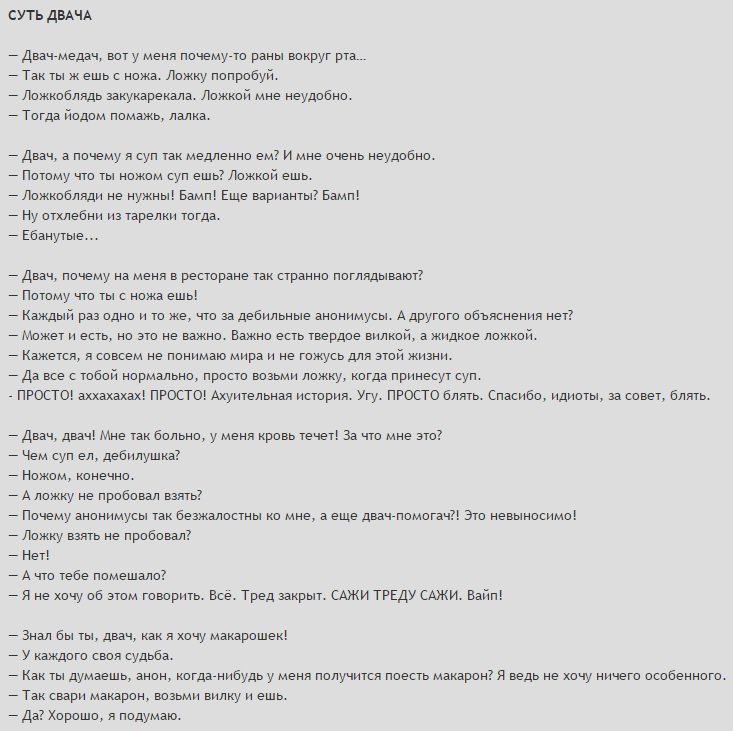 СУТЬ ДВАЧА
— Двач-медач, вот у меня почему-то раны вокруг рта…
— Так ты ж ешь с ножа. Ложку попробуй.
— Ложкоблядь закукарекала. Ложкой мне неудобно.
— Тогда йодом помажь, лалка.
— Двач, а почему я суп так медленно ем? И мне очень неудобно.
— Потому что ты ножом суп ешь? Ложкой ешь.
— Ложкобляди не нужны! Бамп! Еще варианты? Бамп!
— Ну отхлебни из тарелки тогда.
— Ебанутые...
— Двач, почему на меня в ресторане так странно поглядывают?
— Потому что ты с ножа ешь!
— Каждый раз одно и то же, что за дебильные анонимусы. А другого объяснения нет?
— Может и есть, но это не важно. Важно есть твердое вилкой, а жидкое ложкой.
— Кажется, я совсем не понимаю мира и не гожусь для этой жизни.
— Да все с тобой нормально, просто возьми ложку, когда принесут суп.
- ПРОСТО! аххахахах! ПРОСТО! Ахуительная история. Угу. ПРОСТО блять. Спасибо, идиоты, за совет, блять.
— Двач, двач! Мне так больно, у меня кровь течет! За что мне это?
— Чем суп ел, дебилушка?
— Ножом, конечно.
— А ложку не пробовал взять?
— Почему анонимусы так безжалостны ко мне, а еще двач-помогач?! Это невыносимо!
— Ложку взять не пробовал?
— Нет!
— А что тебе помешало?
— Я не хочу об этом говорить. Всё. Тред закрыт. САЖИ ТРЕДУ САЖИ. Вайп!
— Знал бы ты, двач, как я хочу макарошек!
— У каждого своя судьба.
— Как ты думаешь, анон, когда-нибудь у меня получится поесть макарон? Я ведь не хочу ничего особенного.
— Так свари макарон, возьми вилку и ешь.
— Да? Хорошо, я подумаю.